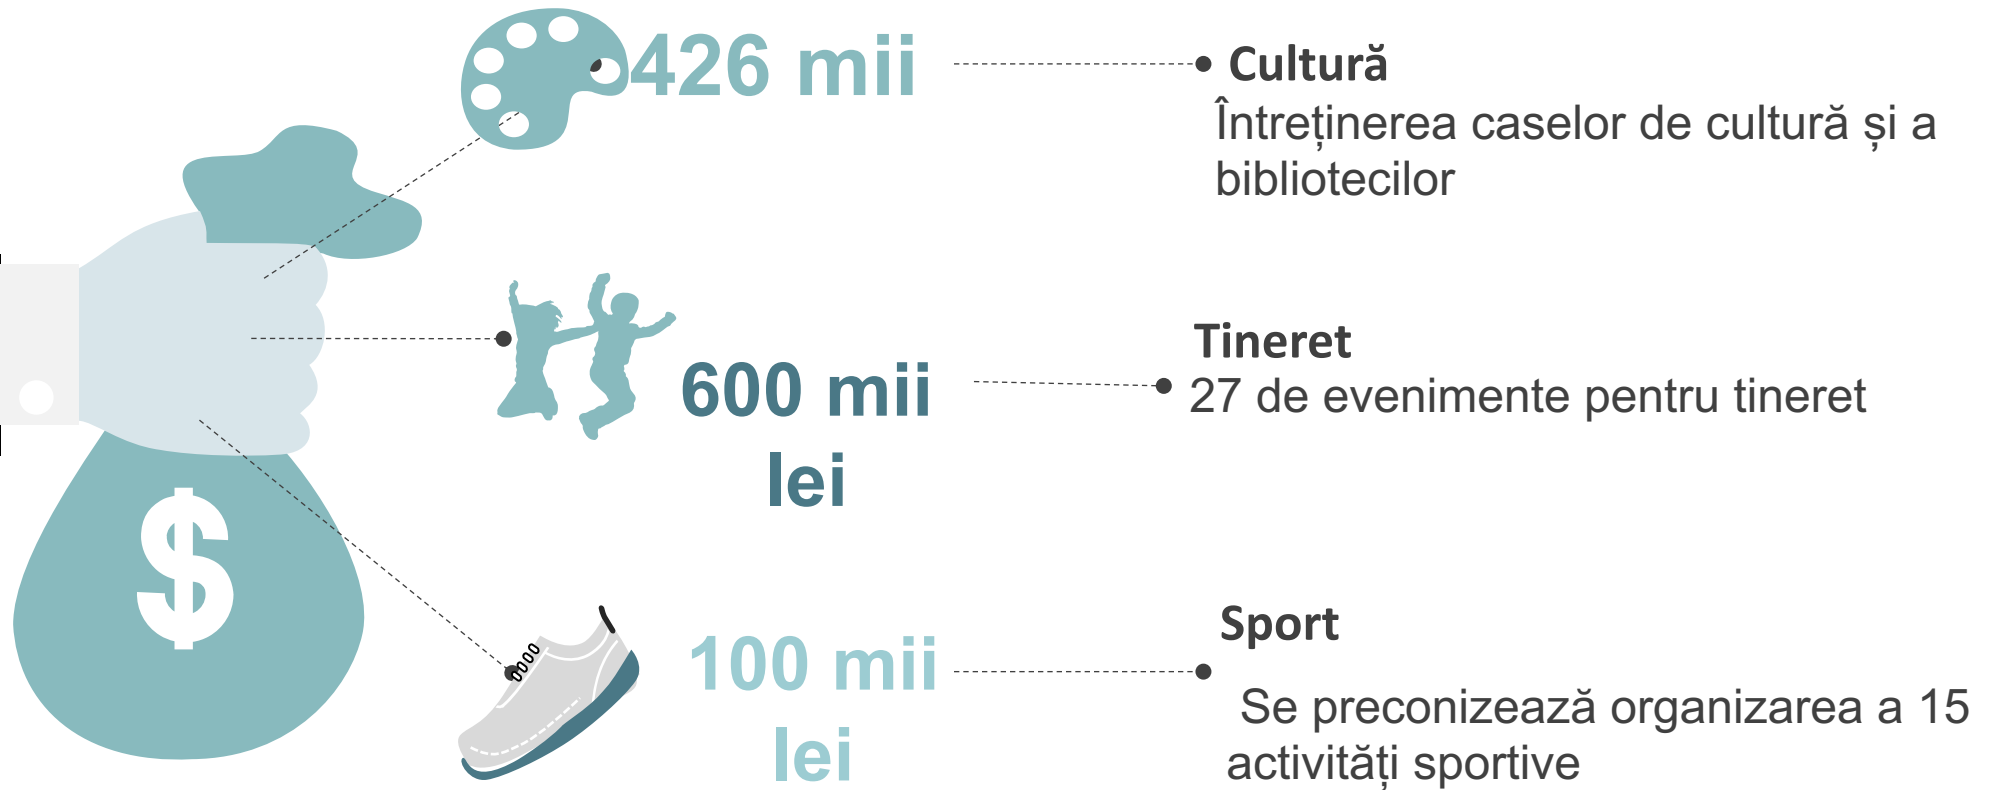 426 mii
Cultură
Întreținerea caselor de cultură și a
bibliotecilor
600 mii
lei
Tineret
27 de evenimente pentru tineret
$
100 mii
lei
Sport
Se preconizează organizarea a 15
activități sportive